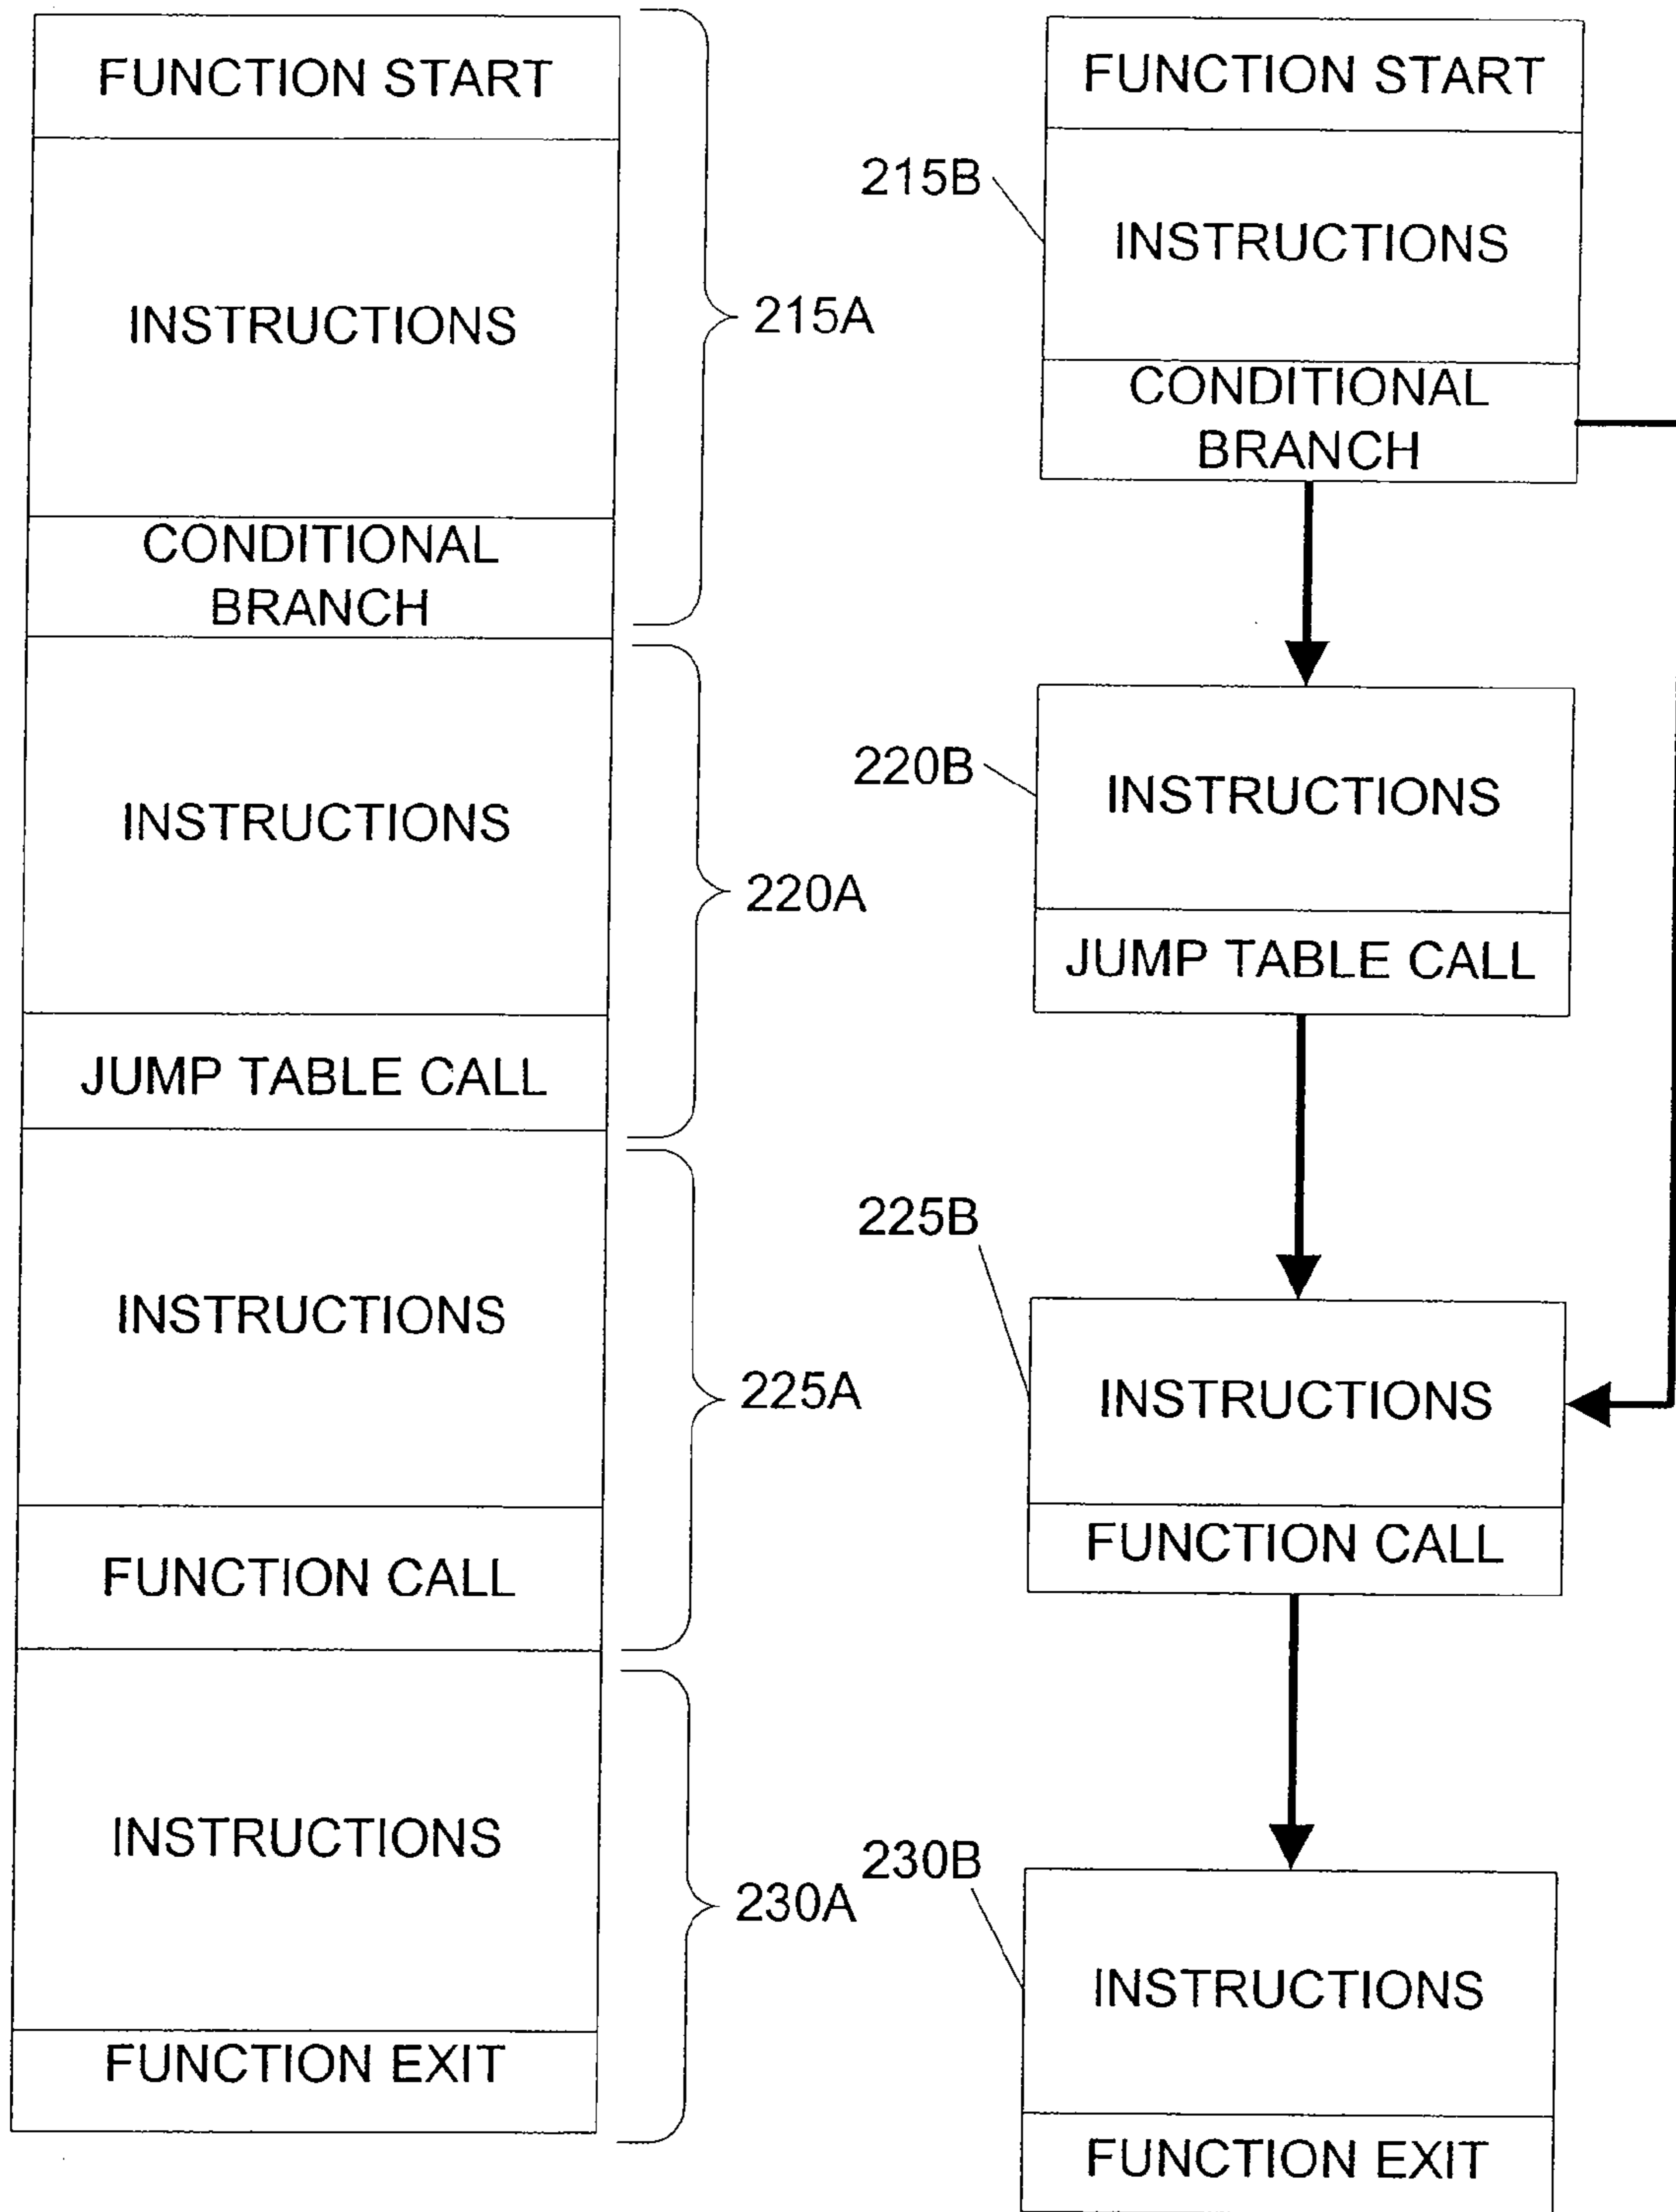 FUNCTION START
INSTRUCTIONS
CONDITIONAL
BRANCH
215A
INSTRUCTIONS
JUMP TABLE CALL
220A
INSTRUCTIONS
FUNCTION CALL
225A
INSTRUCTIONS
FUNCTION EXIT
230A
FUNCTION START
215B
INSTRUCTIONS
CONDITIONAL
BRANCH
220B
INSTRUCTIONS
JUMP TABLE CALL
225B
INSTRUCTIONS
FUNCTION CALL
230B
INSTRUCTIONS
FUNCTION EXIT